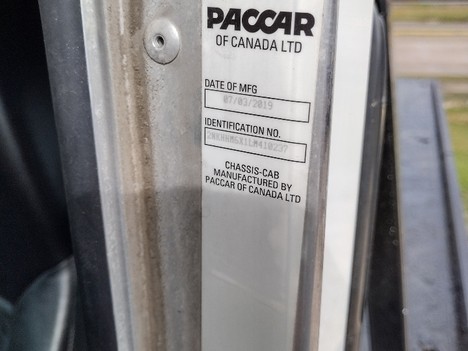 PACCAR
OF CANADA LTD
DATE OF MFG
07/03/2019
IDENTIFICATION NO.
CHASSIS-CAB
MANUFACTURED BY
PACCAR OF CANADA LTD